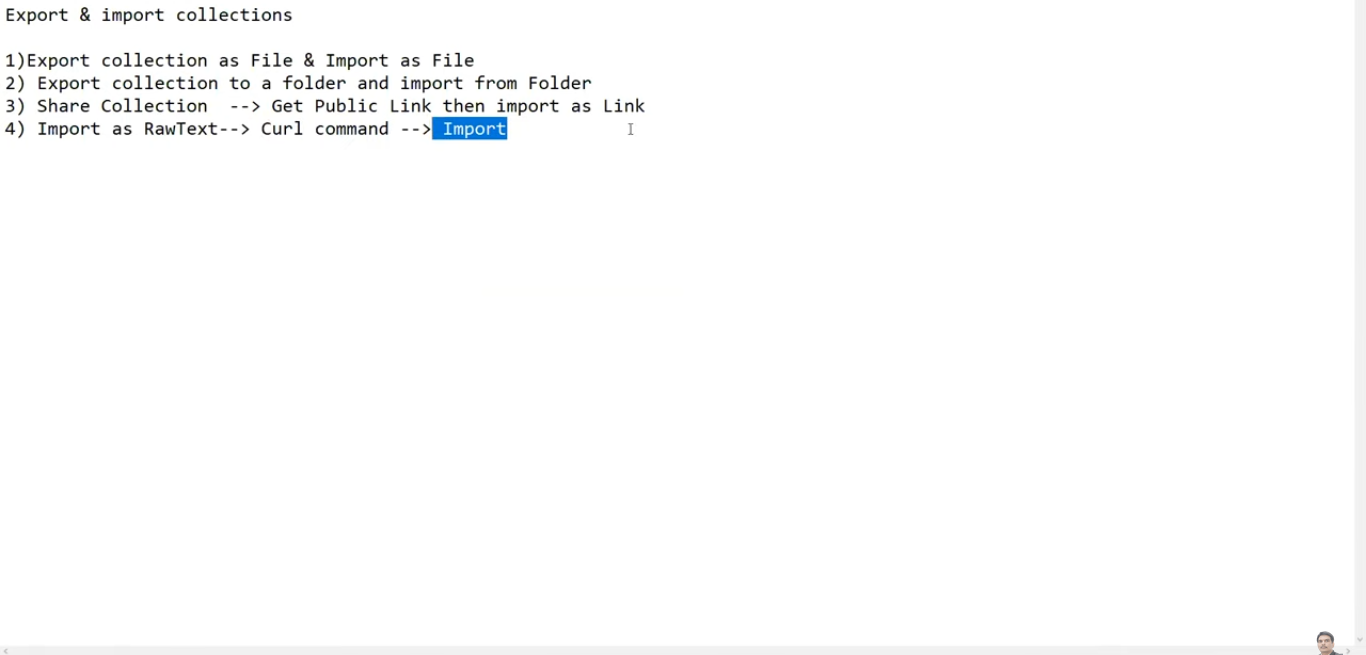 Export & import collections
1)Export collection as File & Import as File
2) Export collection to a folder and import from Folder
3) Share Collection  --> Get Public Link then import as Link
4) Import as RawText--> Curl command --> Import